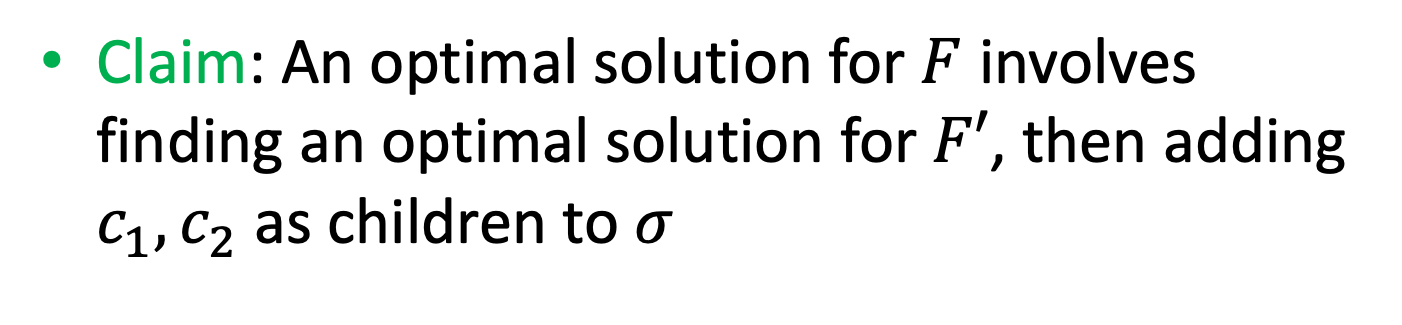 • Claim: An optimal solution for F involves
finding an optimal solution for F′, then adding
c₁, c₂ as children to σ